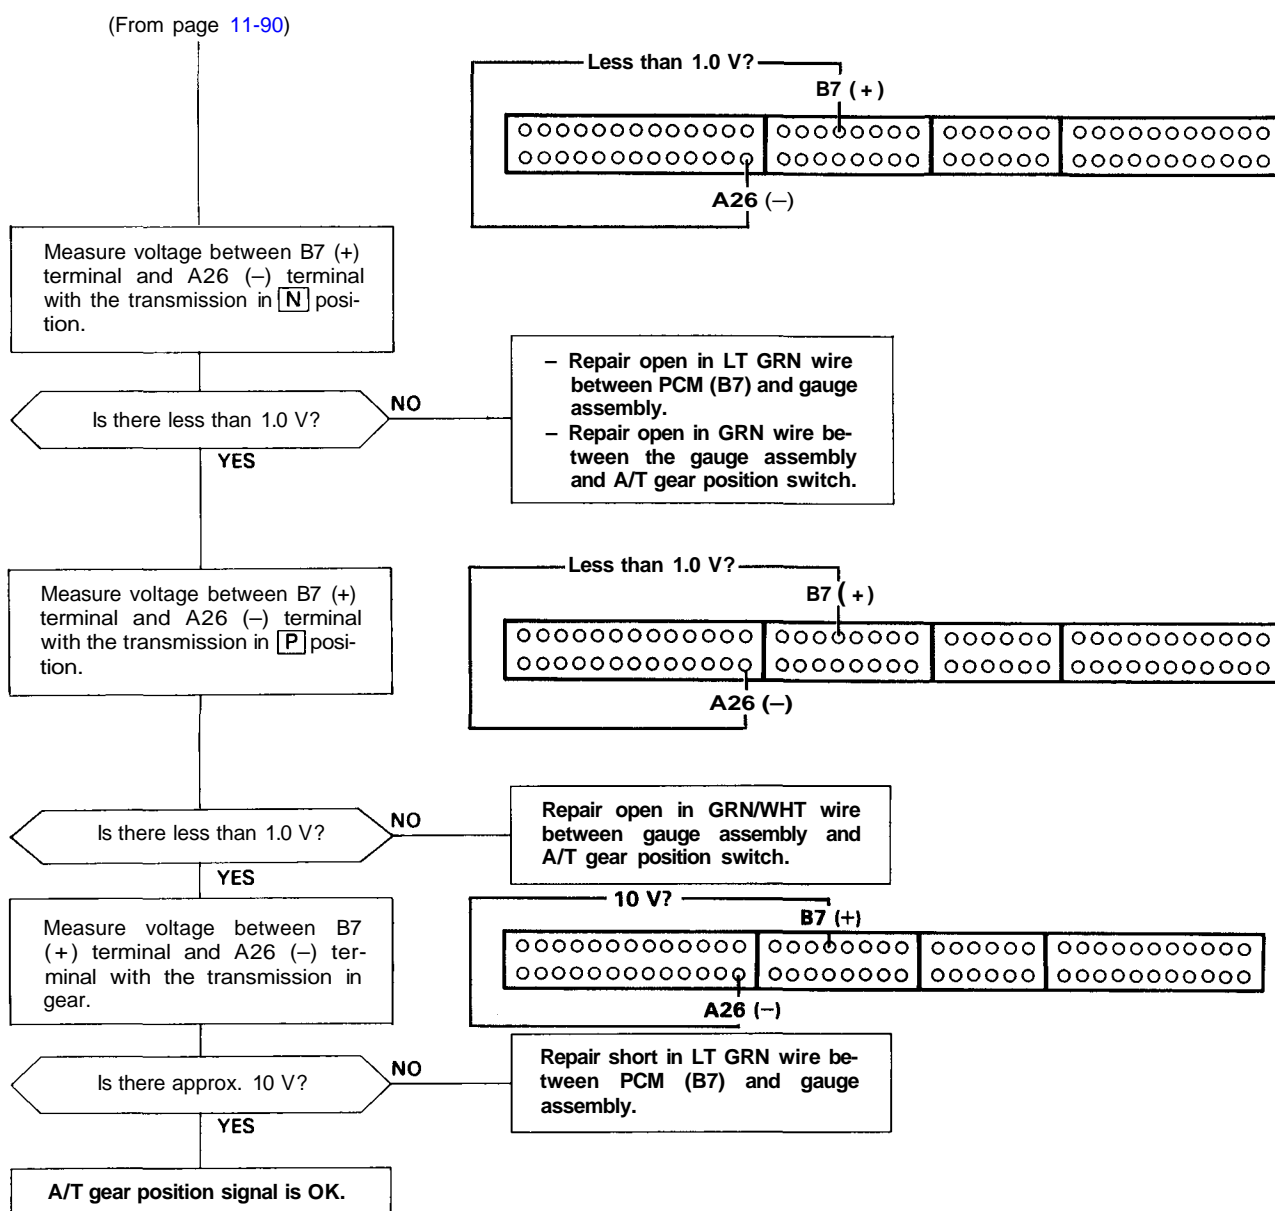 (From page 11-90)
Less than 1.0 V?
B7 (+)
A26 (–)
Measure voltage between B7 (+)
terminal and A26 (–) terminal
with the transmission in N posi-
tion.
Is there less than 1.0 V?
NO
YES
– Repair open in LT GRN wire
between PCM (B7) and gauge
assembly.
– Repair open in GRN wire be-
tween the gauge assembly
and A/T gear position switch.
Less than 1.0 V?
B7 (+)
A26 (–)
Measure voltage between B7 (+)
terminal and A26 (–) terminal
with the transmission in P posi-
tion.
Is there less than 1.0 V?
NO
YES
Repair open in GRN/WHT wire
between gauge assembly and
A/T gear position switch.
10 V?
B7 (+)
A26 (–)
Measure voltage between B7
(+) terminal and A26 (–) ter-
minal with the transmission in
gear.
Is there approx. 10 V?
NO
YES
Repair short in LT GRN wire be-
tween PCM (B7) and gauge
assembly.
A/T gear position signal is OK.